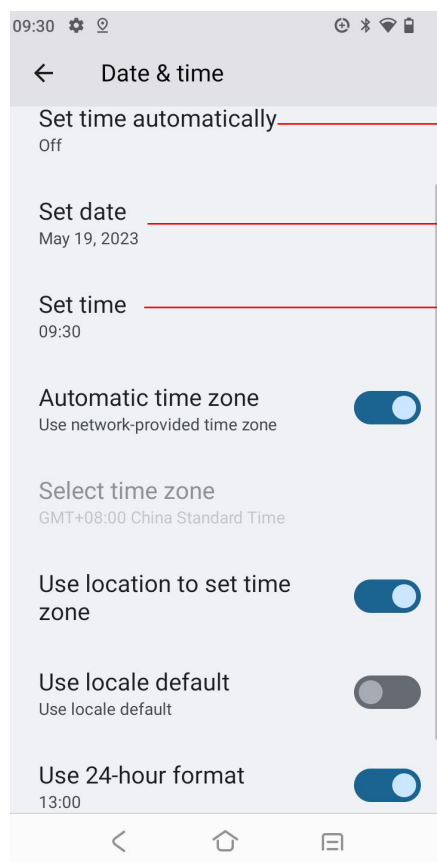 09:30
Date & time
Set time automatically
Off
Set date
May 19, 2023
Set time
09:30
Automatic time zone
Use network-provided time zone
Select time zone
GMT+08:00 China Standard Time
Use location to set time
zone
Use locale default
Use locale default
Use 24-hour format
13:00